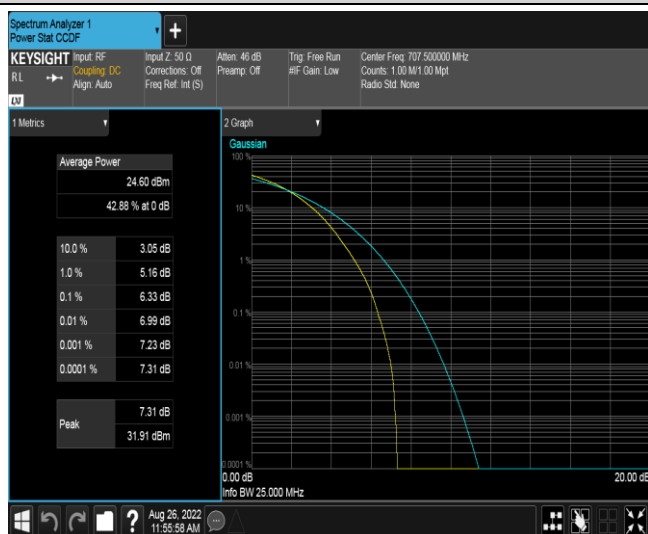 Spectrum Analyzer 1
Power Stat CCDF
+
KEYSIGHT
RL
LXI
Input: RF
Coupling: DC
Align: Auto
Input Z: 50 Ω
Corrections: Off
Freq Ref: Int (S)
Atten: 46 dB
Preamp: Off
Trig: Free Run
#IF Gain: Low
Center Freq: 707.500000 MHz
Counts: 1.00 M/1.00 Mpt
Radio Std: None
1 Metrics
Average Power
24.60 dBm
42.88 % at 0 dB
10.0 % 3.05 dB
1.0 % 5.16 dB
0.1 % 6.33 dB
0.01 % 6.99 dB
0.001 % 7.23 dB
0.0001 % 7.31 dB
Peak
7.31 dB
31.91 dBm
2 Graph
Gaussian
100 %
10 %
1 %
0.1 %
0.01 %
0.001 %
0.0001 %
0.00 dB
20.00 dB
Info BW 25.000 MHz
?
Aug 26, 2022
11:55:58 AM